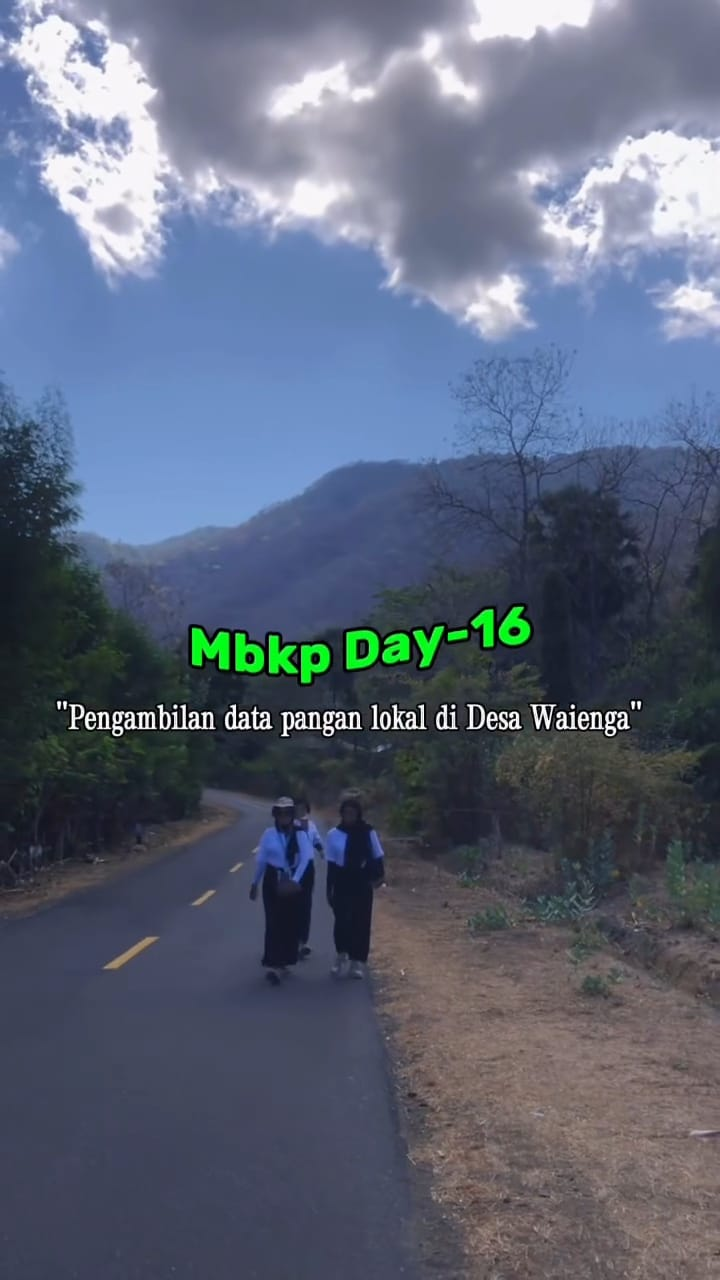 Mbkp Day-16
"Pengambilan data pangan lokal di Desa Waienga"